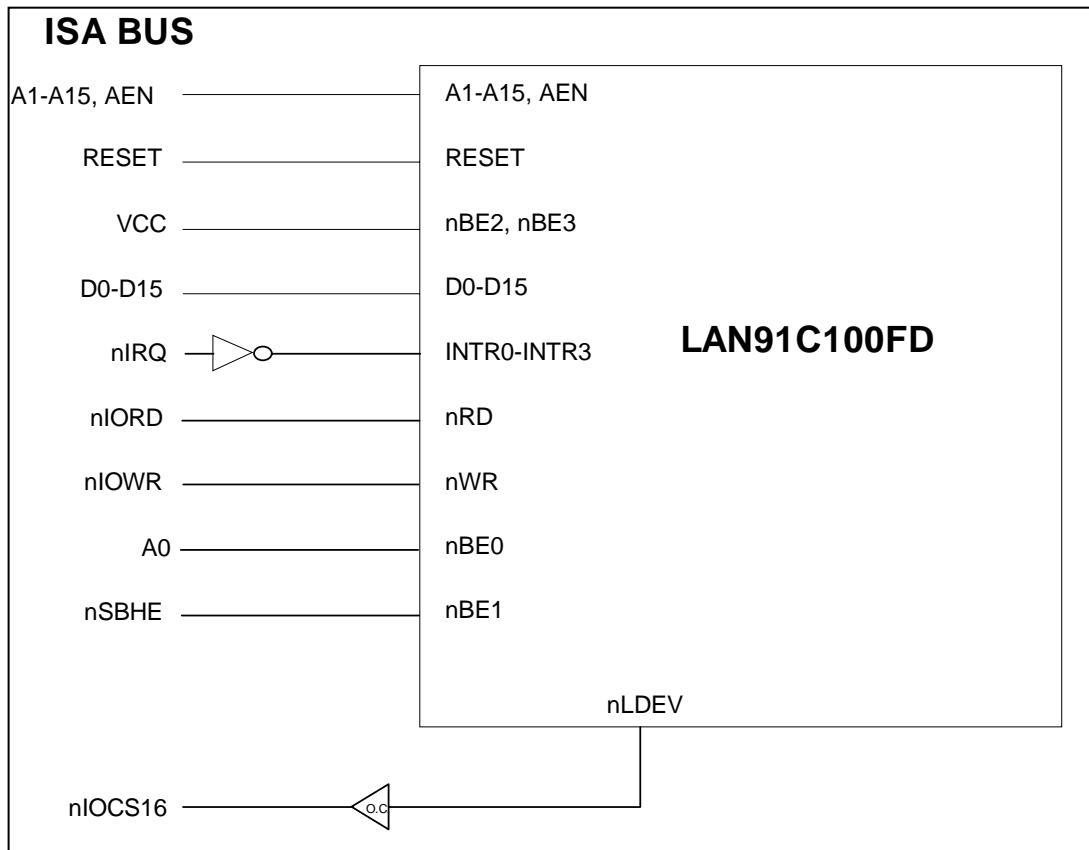 ISA BUS
A1-A15, AEN A1-A15, AEN
RESET RESET
VCC nBE2, nBE3
D0-D15 D0-D15
nIRQ INTR0-INTR3 LAN91C100FD
nIORD nRD
nIOWR nWR
A0 nBE0
nSBHE nBE1
nLDEV
nIOCS16 O.C